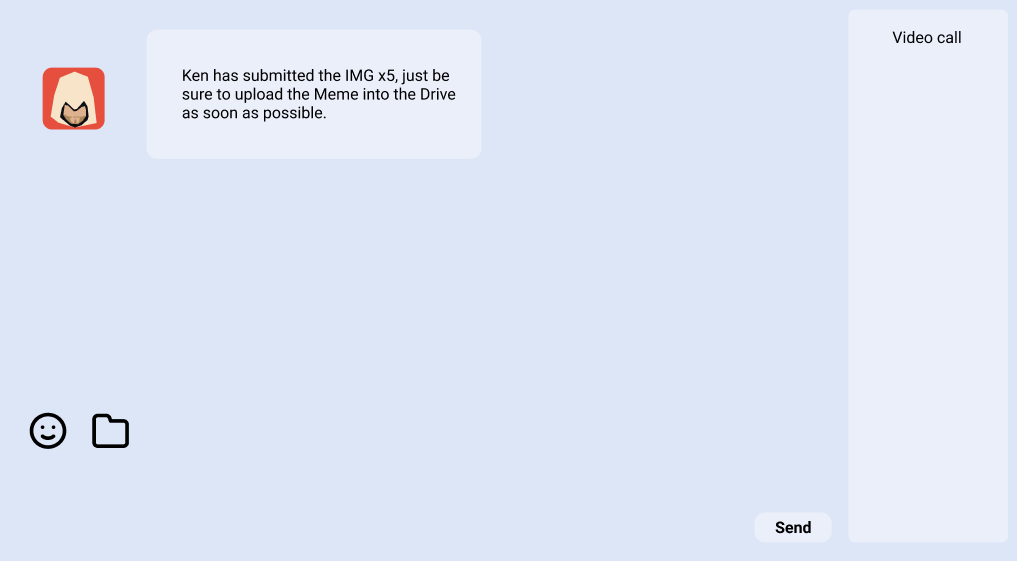 Video call
Ken has submitted the IMG x5, just be
sure to upload the Meme into the Drive
as soon as possible.
Send